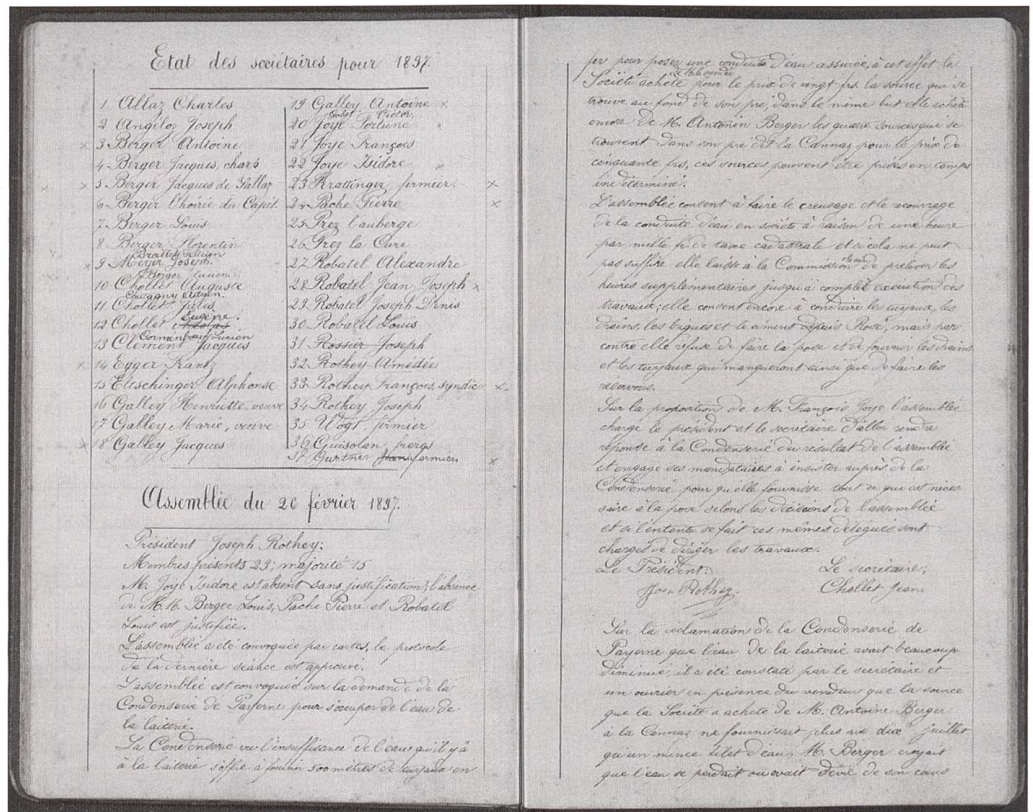 Etat des sociétaires pour 1897.
1 Allaz Charles
2 Angéloz Joseph
3 Berger Antoine
4 Berger Jacques, chars
5 Berger Jacques de Sallaz
6 Berger Hoirie du Capit.
7 Berger Louis
8 Berger Florentin
9 Meyer Joseph
Berger Lucien
10 Chollet Auguste
Chatagny Adrien.
11 Chollet Jules
Eugène.
12 Chollet
Lucien
13 Clément Jacques
14 Egger Frantz
15 Eltschinger Alphonse
16 Galley Henriette, veuve
17 Galley Marie, veuve
18 Galley Jacques
19 Galley Antoine
Victor
20 Joye Fortuné
21 Joye François
22 Joye Isidore
23 Krattinger, fermier.
24 Pache Pierre
25 Prez l'auberge
26 Prez la Cure
27 Robatel Alexandre
28 Robatel Jean Joseph
29 Robatel Joseph Denis
30 Robatel Louis
31 Rossier Joseph
32 Rothey Amédée
33 Rothey François, syndic
34 Rothey Joseph
35 Vögt, fermier
36 Guisolan, pierre
37 Gurtner fermier
Assemblée du 20 février 1897.
Président Joseph Rothey.
Membres présents 29; majorité 15
M. Joye Isidore est absent sans justification; l'absence
de M.M. Berger Louis, Pache Pierre et Robatel
Louis est justifiée.
L'assemblée a été convoquée par cartes, le protocole
de la dernière séance est approuvé.
L'assemblée est convoquée sur la demande de la
Condenserie de Payerne pour s'occuper de l'eau de
la laiterie.
La Condenserie vu l'insuffisence de l'eau qu'il y a
à la laiterie s'offre à fournir 500 mètres de tuyaux en
fer pour poser une conduite d'eau assurée, à cet effet la
Société achète pour le prix de vingt frs la source qui se
trouve au fond de son pré, dans le même but elle achète
encore de M. Antonin Berger les quatre sources qui se
trouvent dans son pré dit la Cannaz pour le prix de
cinquante frs, ces sources pouvant être prises en temps
indéterminé.
L'assemblée consent à faire le creusage et le recouvrage
de la conduite d'eau en société à raison de une heure
par mille fr. de taxe cadastrale et si cela ne peut
pas suffire elle laisse à la Commission de prélever les
heures supplémentaires jusqu'à complet exécution des
travaux; elle consent encore à conduire les tuyaux, les
drains, les briques et le ciment depuis Rosé, mais par
contre elle refuse de faire la pose et de fournir les drains
et les tuyaux qui manqueront ainsi que de faire les
réservoirs.
Sur la proposition de M. François Joye l'assemblée
charge le président et le secrétaire d'aller rendre
réponse à la Condenserie du résultat de l'assemblée
et engage ses mandataires à insister auprès de la
Condenserie pour qu'elle fournisse tout ce qui est néces-
saire à la pose selons les décisions de l'assemblée
et si l'entente se fait ces mêmes délégués sont
chargés de diriger les travaux.
Le Président: Le secrétaire;
Jos. Rothey. Chollet Jean
Sur la réclamation de la Condenserie de
Payerne que l'eau de la laiterie avait beaucoup
diminué, il a été constaté par le secrétaire et
un ouvrier en présence du vendeur que la source
que la Société a acheté de M. Antoine Berger
à la Cannaz ne fournissait plus au dix juillet
qu'un mince filet d'eau. M. Berger croyait
que l'eau se perdait ou avait dévié de son cours